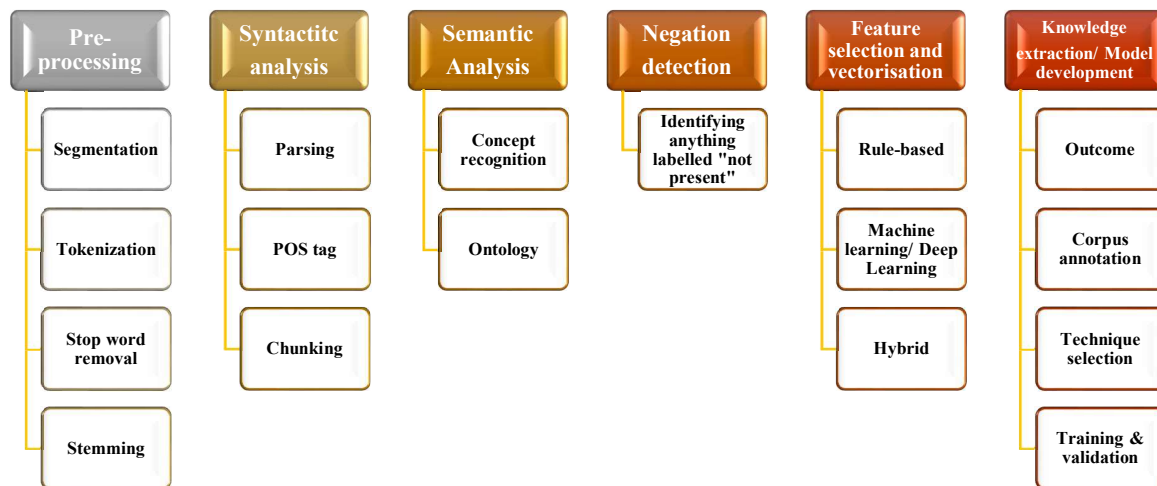 Pre-
processing
Segmentation
Tokenization
Stop word
removal
Stemming
Syntactitc
analysis
Parsing
POS tag
Chunking
Semantic
Analysis
Concept
recognition
Ontology
Negation
detection
Identifying
anything
labelled "not
present"
Feature
selection and
vectorisation
Rule-based
Machine
learning/ Deep
Learning
Hybrid
Knowledge
extraction/ Model
development
Outcome
Corpus
annotation
Technique
selection
Training &
validation